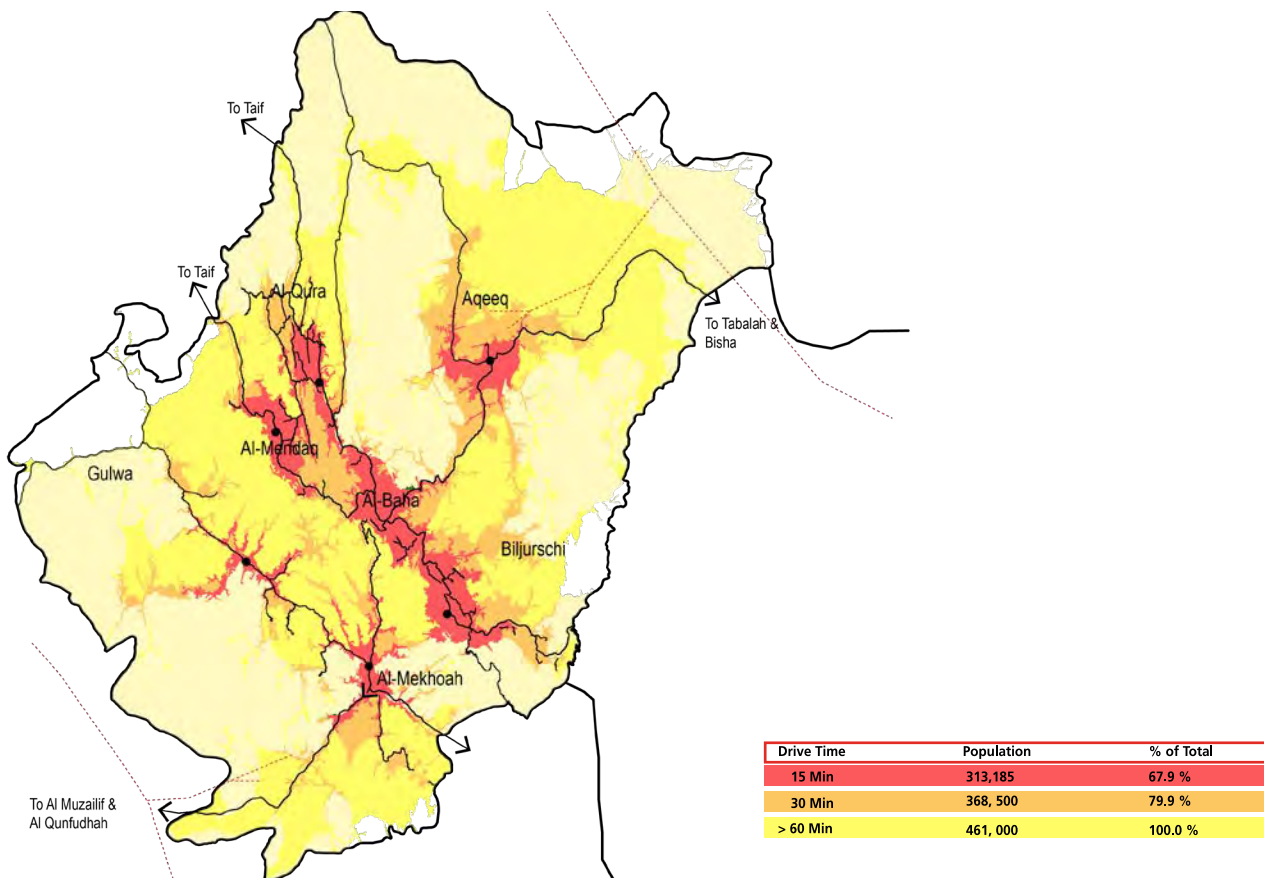 To Taif
To Taif
Al-Qura
Aqeeq
To Tabalah &
Bisha
Al-Mendaq
Gulwa
Al-Baha
Biljurschi
Al-Mekhoah
To Al Muzailif &
Al Qunfudhah
Drive Time Population % of Total
15 Min 313,185 67.9 %
30 Min 368, 500 79.9 %
> 60 Min 461, 000 100.0 %